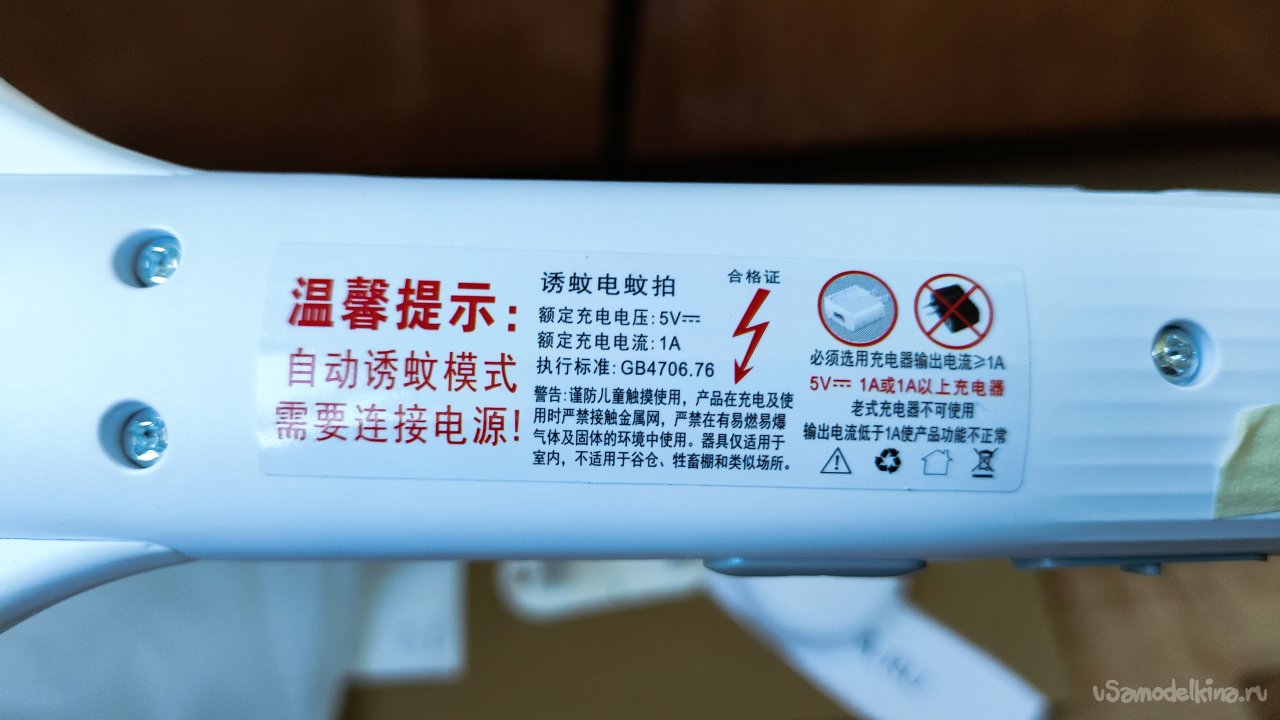 温馨提示:
自动诱蚊模式
需要连接电源!
诱蚊电蚊拍
额定充电电压: 5V⎓
额定充电电流: 1A
执行标准: GB4706.76
警告: 谨防儿童触摸使用，产品在充电及使
用时严禁接触金属网，严禁在有易燃易爆
气体及固体的环境中使用。器具仅适用于
室内，不适用于谷仓、牲畜棚和类似场所。
合格证
必须选用充电器输出电流≥1A
5V⎓ 1A或1A以上充电器
老式充电器不可使用
输出电流低于1A使产品功能不正常
uSamodelkina.ru